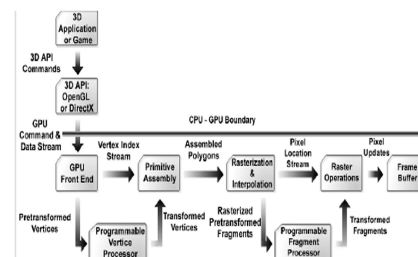 3D
Application
or Game
3D API
Commands
3D API:
OpenGL
or DirectX
CPU - GPU Boundary
GPU
Command &
Data Stream
Vertex Index
Stream
Assembled
Polygons
Pixel
Location
Stream
Pixel
Updates
GPU
Front End
Primitive
Assembly
Rasterization
& Interpolation
Raster
Operations
Frame
Buffer
Pretransformed
Vertices
Transformed
Vertices
Rasterized
Pretransformed
Fragments
Transformed
Fragments
Programmable
Vertice
Processor
Programmable
Fragment
Processor